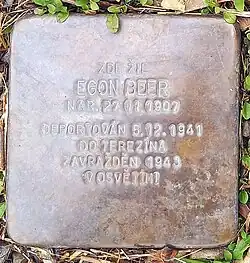 ZDE ŽIL
EGON BEER
NAR. 27.11.1907
DEPORTOVÁN 5.12.1941
DO TEREZÍNA
ZAVRAŽDĚN 1943
V OSVĚTIMI